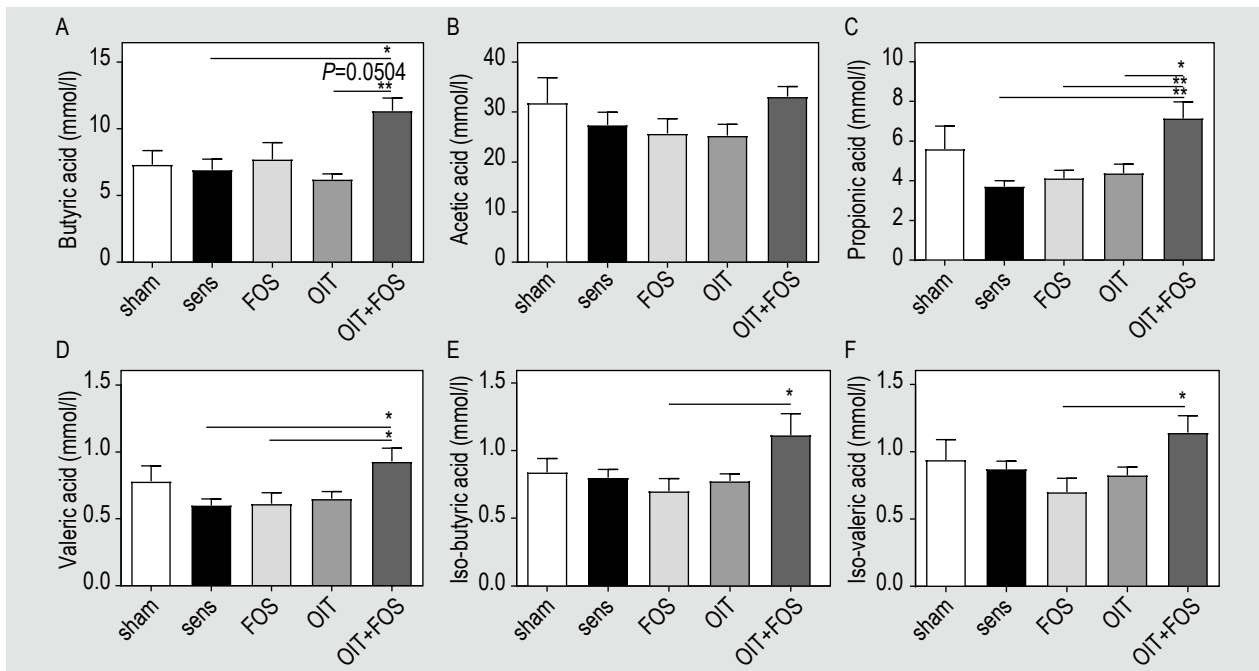 A
Butyric acid (mmol/l)
15
10
5
0
*
P=0.0504
**
sham
sens
FOS
OIT
OIT+FOS
B
Acetic acid (mmol/l)
40
30
20
10
0
sham
sens
FOS
OIT
OIT+FOS
C
Propionic acid (mmol/l)
10
8
6
4
2
0
*
**
**
sham
sens
FOS
OIT
OIT+FOS
D
Valeric acid (mmol/l)
1.5
1.0
0.5
0.0
*
*
sham
sens
FOS
OIT
OIT+FOS
E
Iso-butyric acid (mmol/l)
1.5
1.0
0.5
0.0
*
sham
sens
FOS
OIT
OIT+FOS
F
Iso-valeric acid (mmol/l)
1.5
1.0
0.5
0.0
*
sham
sens
FOS
OIT
OIT+FOS